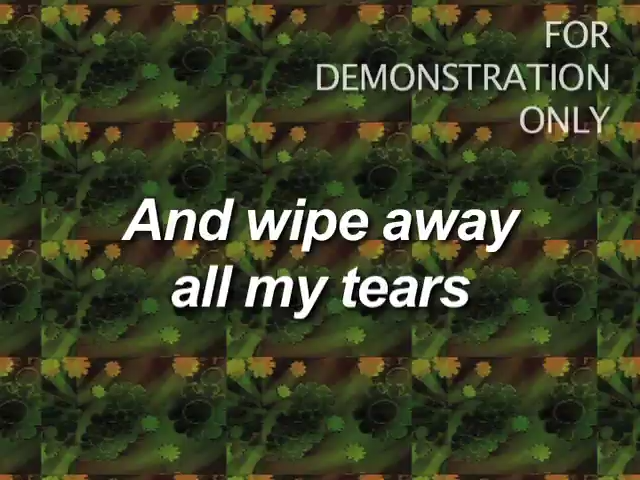 FOR
DEMONSTRATION
ONLY
And wipe away
all my tears